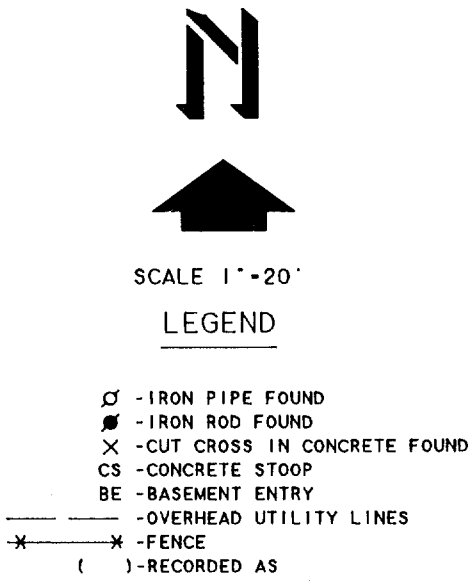 N
SCALE 1"=20'
LEGEND
Ø -IRON PIPE FOUND
-IRON ROD FOUND
X -CUT CROSS IN CONCRETE FOUND
CS -CONCRETE STOOP
BE -BASEMENT ENTRY
-OVERHEAD UTILITY LINES
X X -FENCE
( )-RECORDED AS